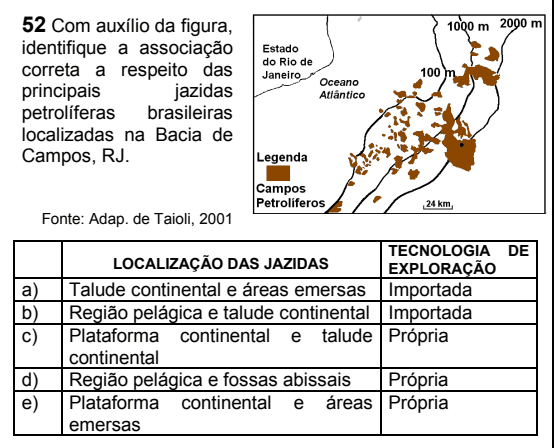 52 Com auxílio da figura,
identifique a associação
correta a respeito das
principais jazidas
petrolíferas brasileiras
localizadas na Bacia de
Campos, RJ.
Fonte: Adap. de Taioli, 2001
1000 m 2000 m
Estado
do Rio de
Janeiro
100 m
Oceano
Atlântico
Legenda
Campos
Petrolíferos
24 km
LOCALIZAÇÃO DAS JAZIDAS TECNOLOGIA DE
EXPLORAÇÃO
a) Talude continental e áreas emersas Importada
b) Região pelágica e talude continental Importada
c) Plataforma continental e talude Própria
continental
d) Região pelágica e fossas abissais Própria
e) Plataforma continental e áreas Própria
emersas